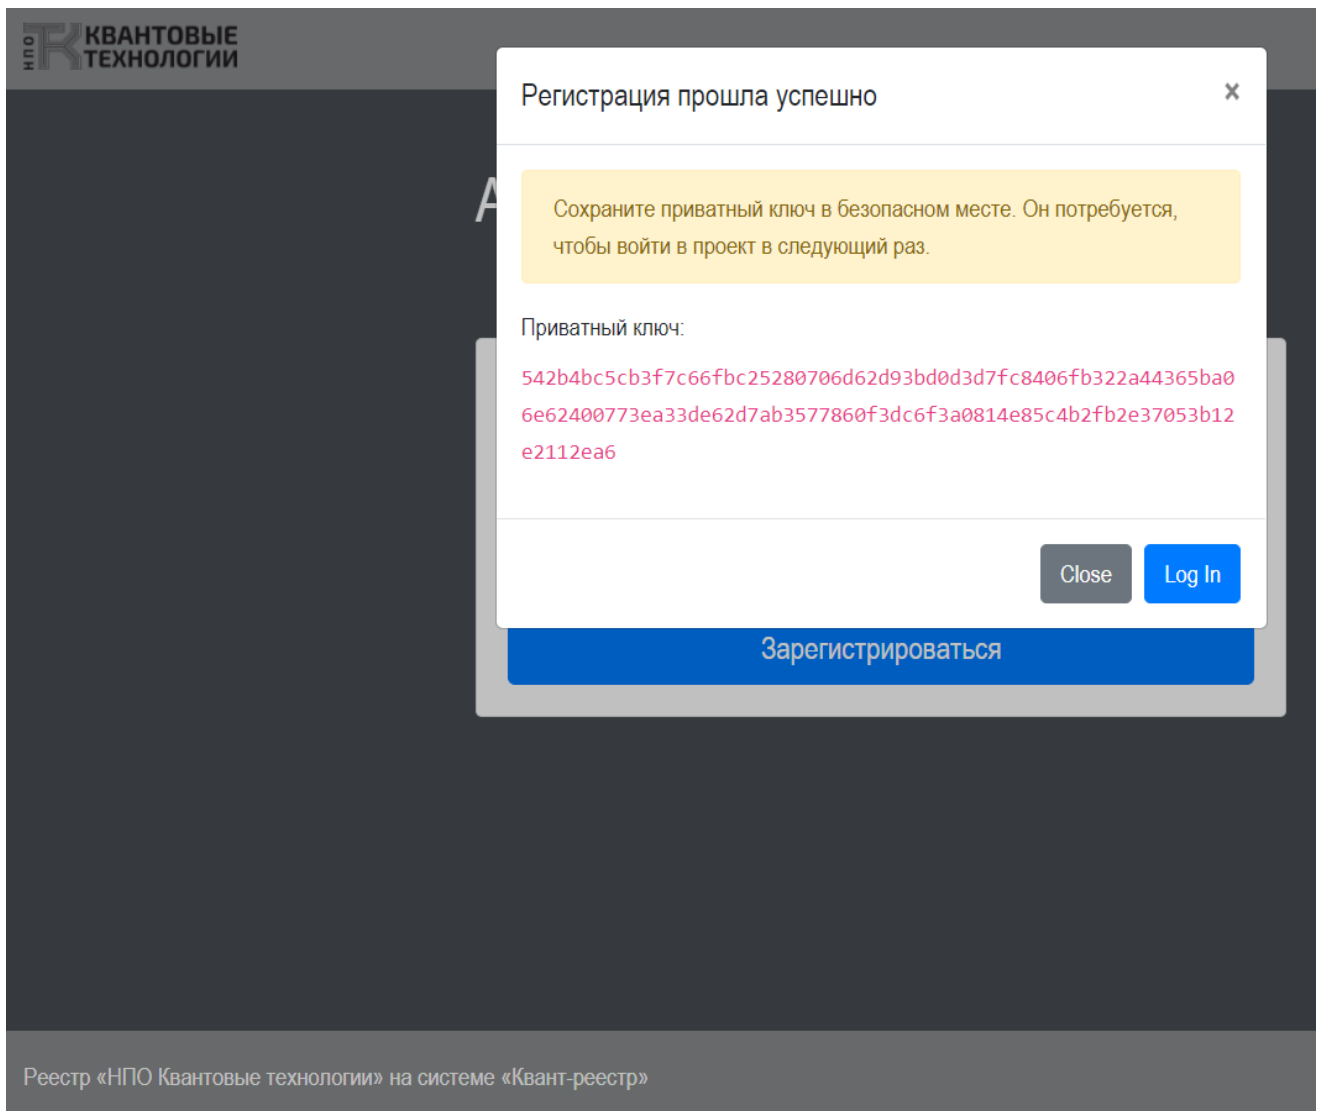 НПО
КВАНТОВЫЕ
ТЕХНОЛОГИИ
Регистрация прошла успешно
×
Сохраните приватный ключ в безопасном месте. Он потребуется,
чтобы войти в проект в следующий раз.
Приватный ключ:
542b4bc5cb3f7c66fbc25280706d62d93bd0d3d7fc8406fb322a44365ba0
6e62400773ea33de62d7ab3577860f3dc6f3a0814e85c4b2fb2e37053b12
e2112ea6
Close
Log In
Зарегистрироваться
Реестр «НПО Квантовые технологии» на системе «Квант-реестр»